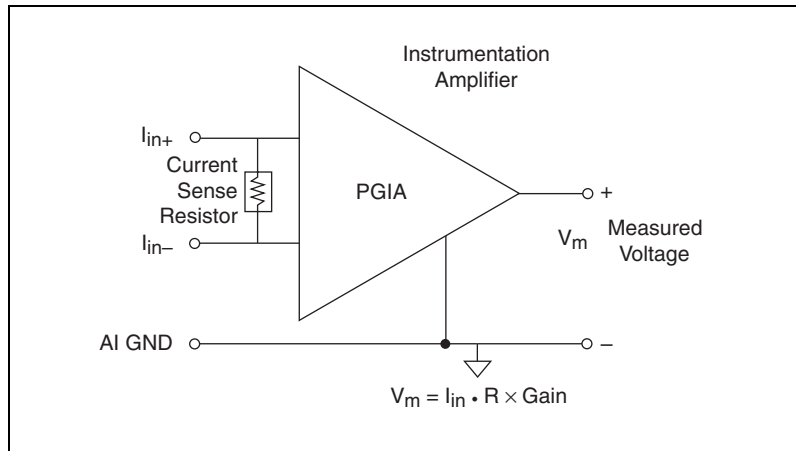 Instrumentation
Amplifier
Iin+
Current
Sense
Resistor
Iin–
PGIA
+
Vm
Measured
Voltage
AI GND
–
Vm = Iin • R × Gain